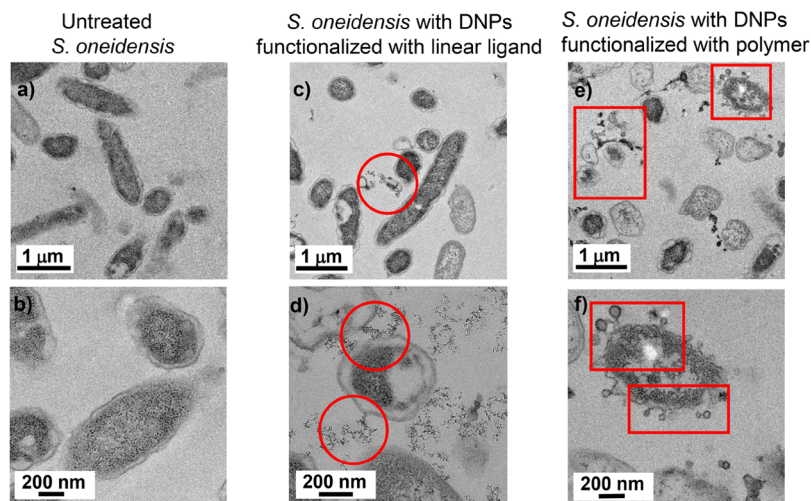 Untreated
S. oneidensis
S. oneidensis with DNPs
functionalized with linear ligand
S. oneidensis with DNPs
functionalized with polymer
a)
1 μm
c)
1 μm
e)
1 μm
b)
200 nm
d)
200 nm
f)
200 nm